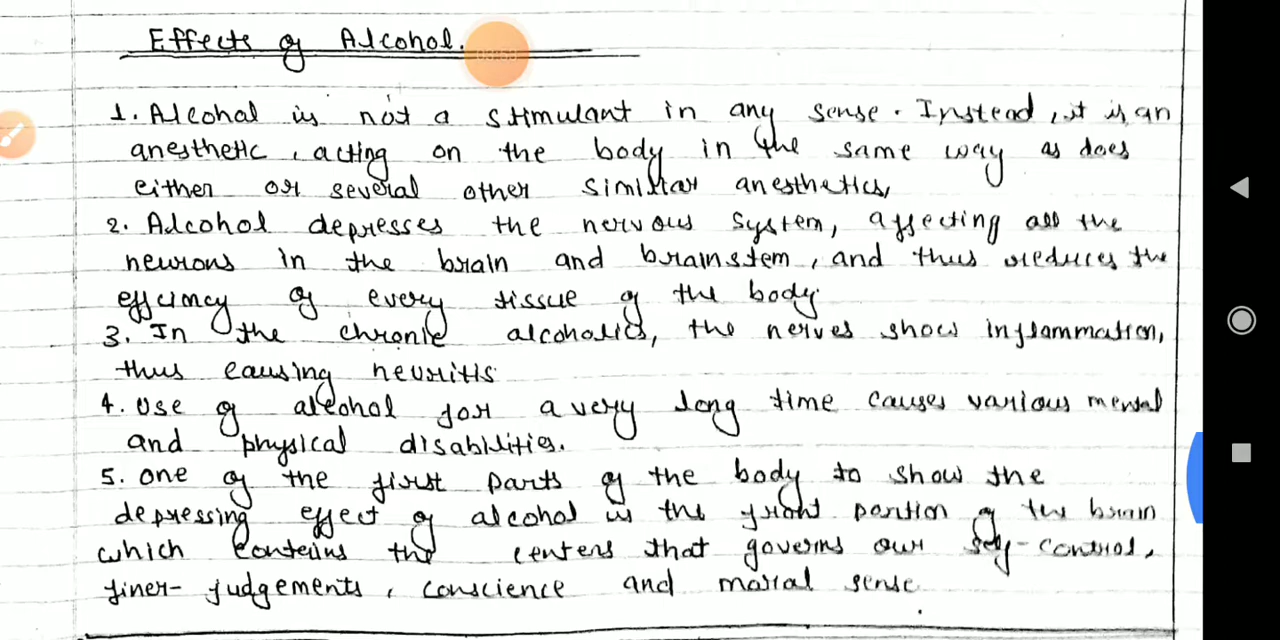 Effects of Alcohol.
1. Alcohal is not a stimulant in any sense. Instead, it is an
anesthetic, acting on the body in the same way as does
either or several other similar anesthetics,
2. Alcohol depresses the nervous system, affecting all the
neurons in the brain and brainstem, and thus reduces the
efficiency of every tissue of the body.
3. In the chronic alcoholics, the nerves show inflammation,
thus causing neuritis
4. Use of alcohol for a very long time causes various mental
and physical disabilities.
5. One of the first parts of the body to show the
depressing effect of alcohol is the front portion of the brain
which contains the centers that governs our self-control,
finer-judgements, conscience and moral sense.